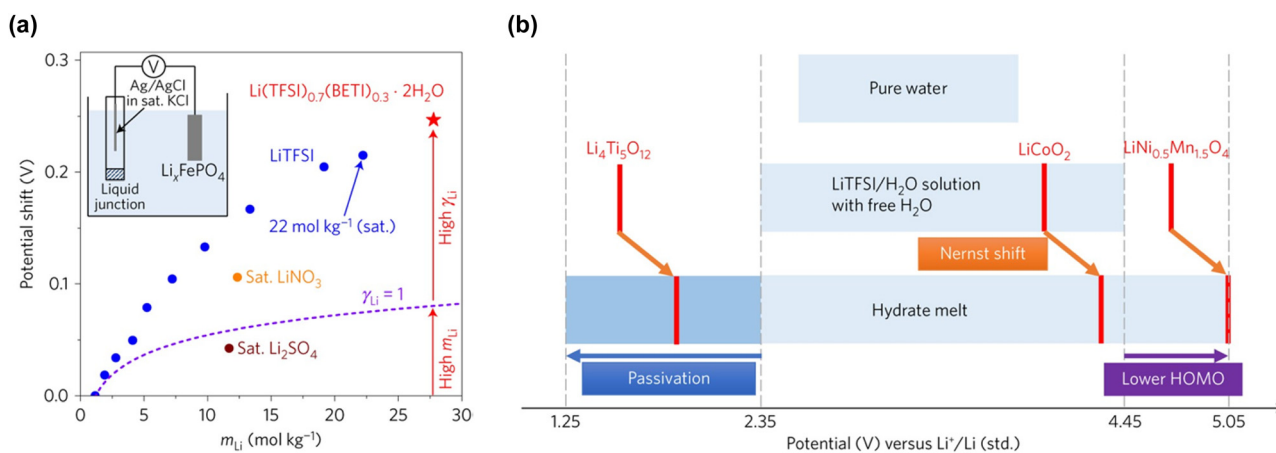 (a)
0.3
0.2
0.1
0.0
Potential shift (V)
V
Ag/AgCl
in sat. KCl
LiₓFePO₄
Liquid
junction
Li(TFSI)₀.₇(BETI)₀.₃ · 2H₂O
LiTFSI
22 mol kg⁻¹ (sat.)
Sat. LiNO₃
γLi = 1
Sat. Li₂SO₄
High γLi
High mLi
0 5 10 15 20 25 30
mLi (mol kg⁻¹)
(b)
Pure water
Li₄Ti₅O₁₂
LiCoO₂
LiNi₀.₅Mn₁.₅O₄
LiTFSI/H₂O solution
with free H₂O
Nernst shift
Hydrate melt
Passivation
Lower HOMO
1.25 2.35 4.45 5.05
Potential (V) versus Li⁺/Li (std.)